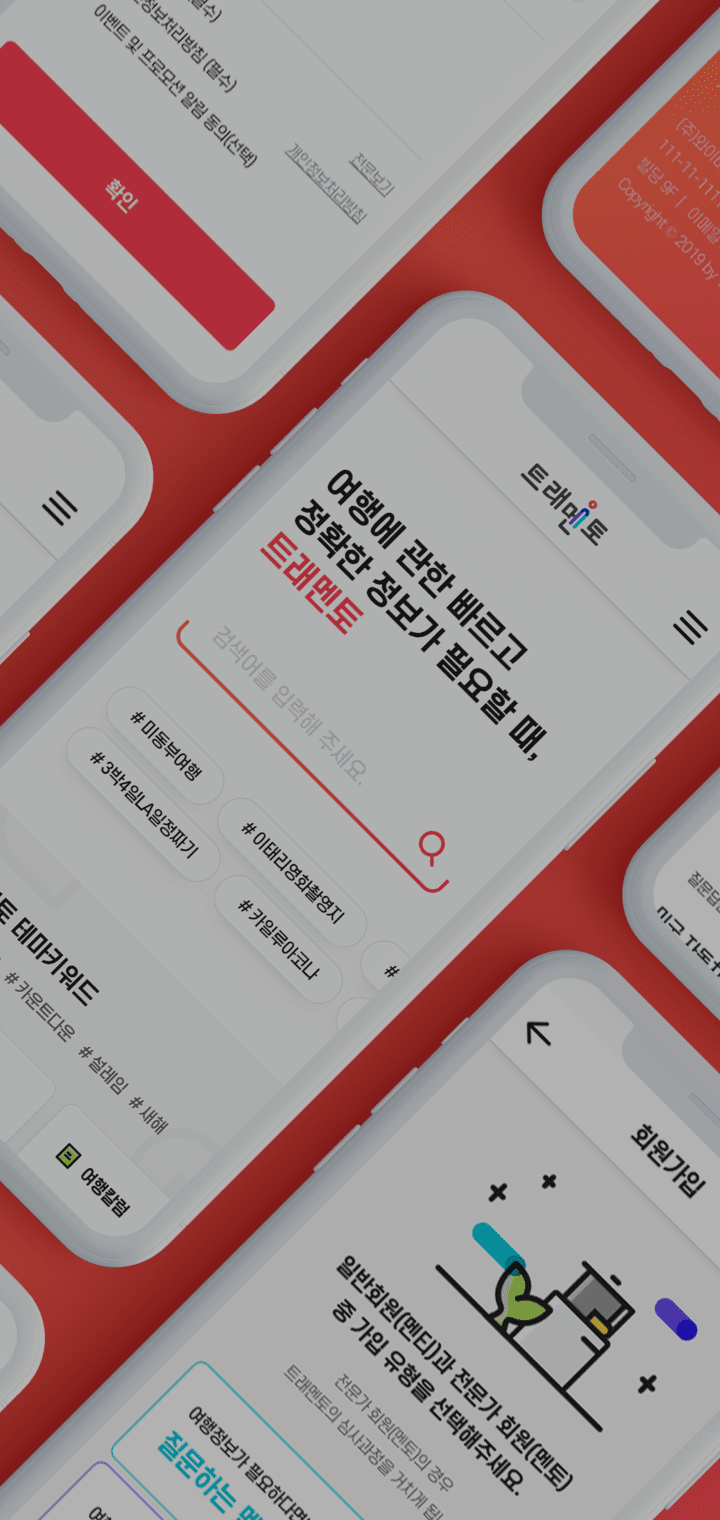 정보처리방침 (필수)
이벤트 및 프로모션 알림 동의(선택)
전문보기
개인정보처리방침
확인
(주)와이
111-11-111
빌딩 9F | 이메일
Copyright © 2019 by
트래멘토
여행에 관한 빠르고
정확한 정보가 필요할 때,
트래멘토
검색어를 입력해 주세요.
# 미동부여행
# 이태리영화촬영지
#
# 3박4일LA일정짜기
# 카일루아코나
토 테마키워드
# 카운트다운 # 설레임 # 새해
여행칼럼
질문답
회원가입
일반회원(멘티)과 전문가 회원(멘토)
중 가입 유형을 선택해주세요.
전문가 회원(멘토)의 경우
트래멘토의 심사과정을 거치게 됩
여행정보가 필요하다면
질문하는 멘